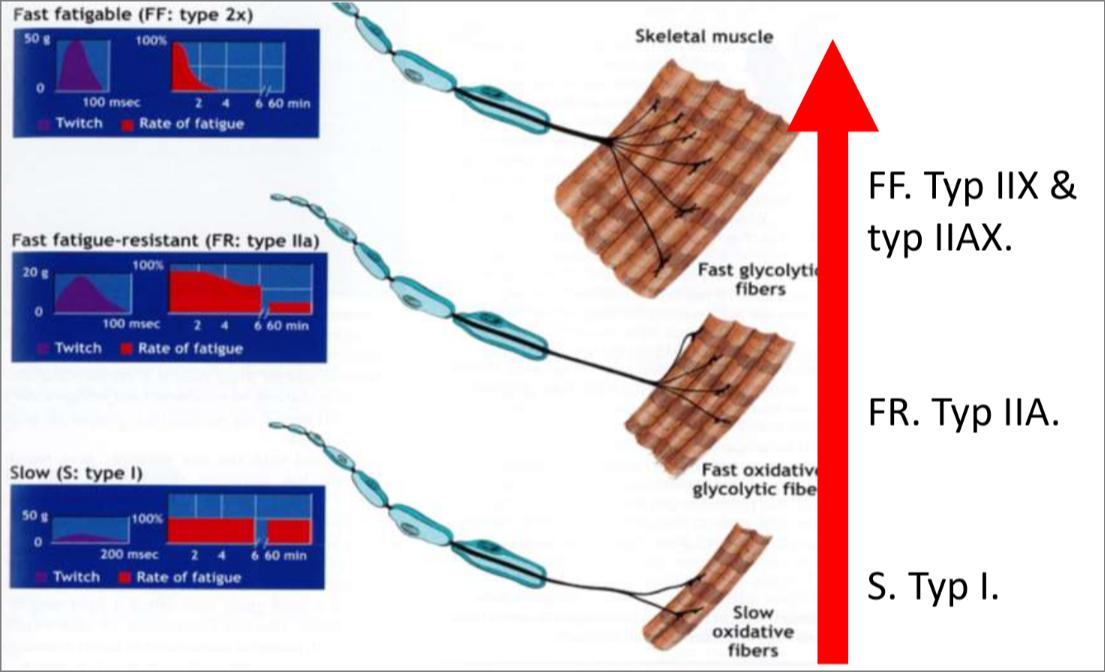 Fast fatigable (FF: type 2x)
50 g
100%
0
100 msec
2 4 6 60 min
Twitch
Rate of fatigue
Skeletal muscle
Fast glycolytic
fibers
FF. Typ IIX &
typ IIAX.
Fast fatigue-resistant (FR: type IIa)
20 g
100%
0
100 msec
2 4 6 60 min
Twitch
Rate of fatigue
Fast oxidative
glycolytic fibe
FR. Typ IIA.
Slow (S: type I)
50 g
100%
0
200 msec
2 4 6 60 min
Twitch
Rate of fatigue
Slow
oxidative
fibers
S. Typ I.